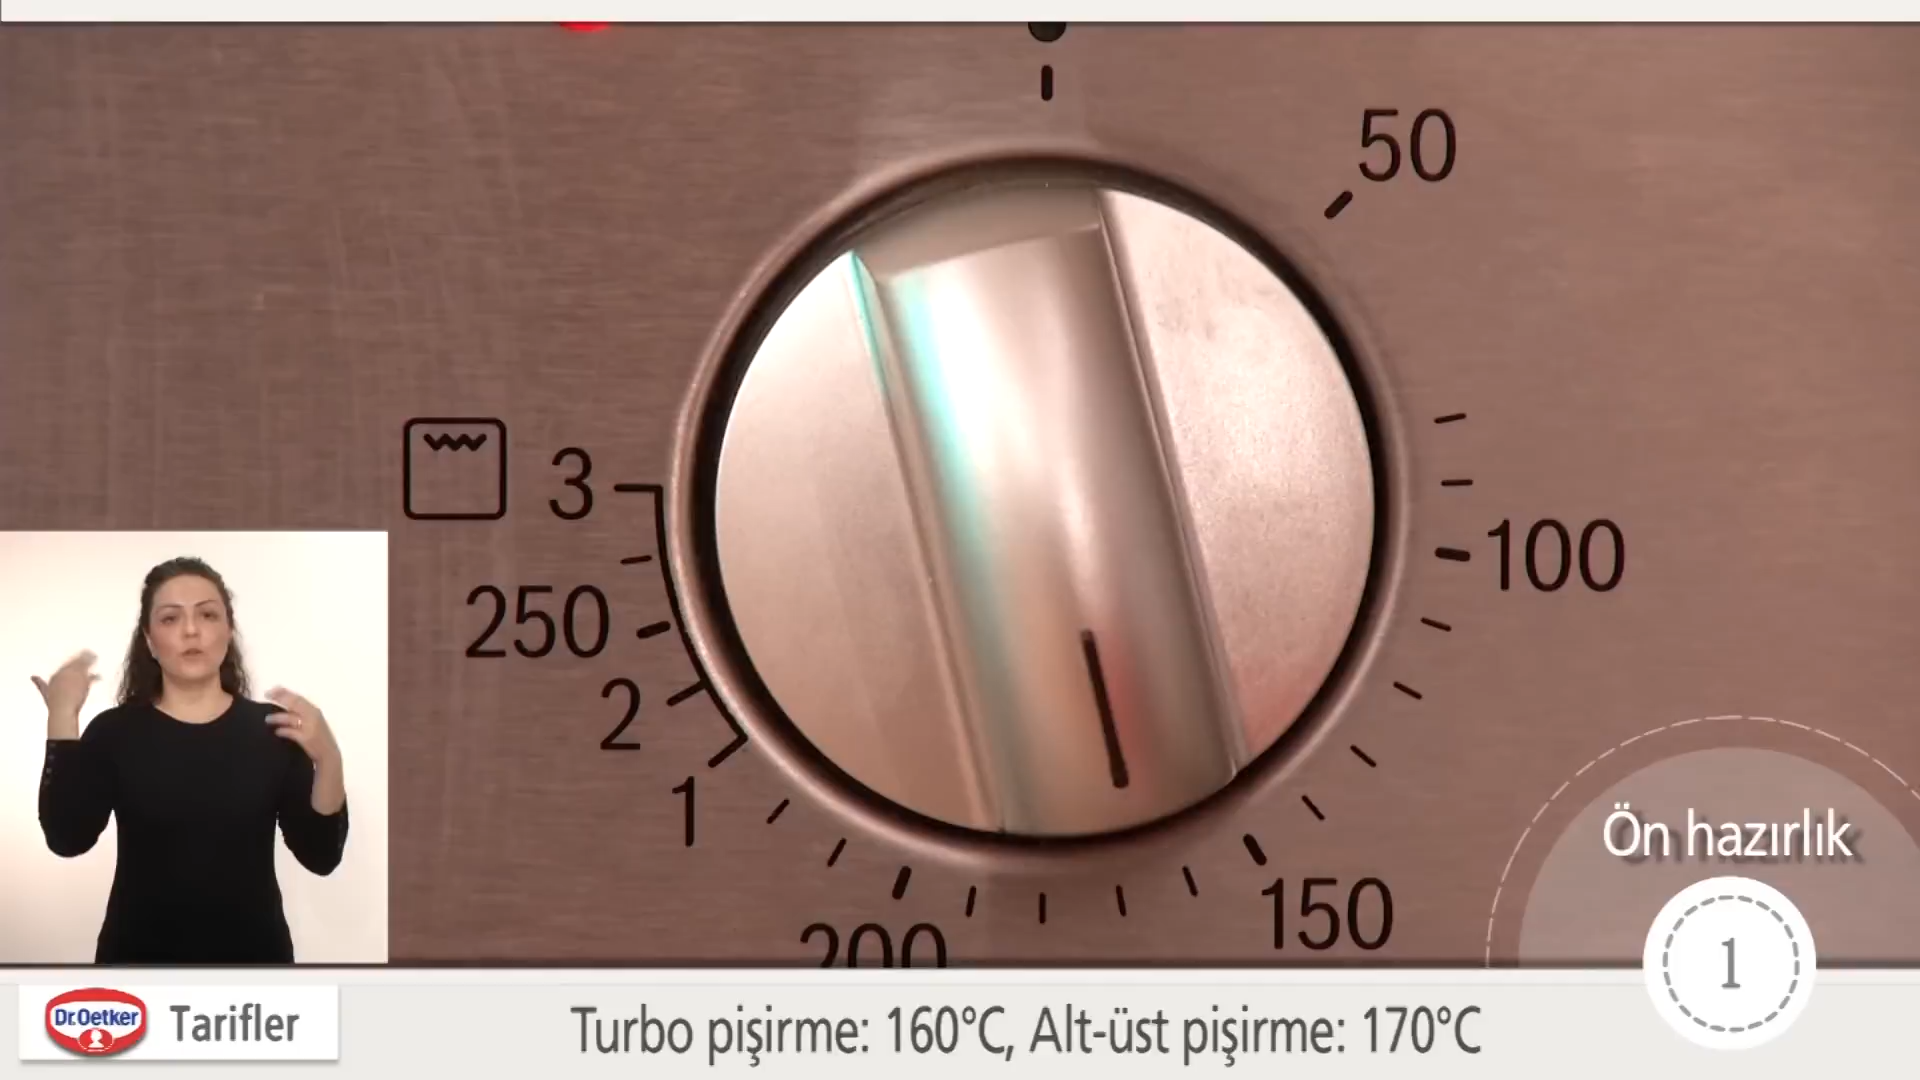 50
3
100
250
2
1
150
200
Ön hazırlık
1
Dr.Oetker
Tarifler
Turbo pişirme: 160°C, Alt-üst pişirme: 170°C